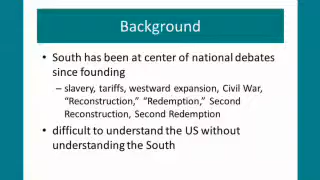 Background
• South has been at center of national debates
since founding
– slavery, tariffs, westward expansion, Civil War,
“Reconstruction,” “Redemption,” Second
Reconstruction, Second Redemption
• difficult to understand the US without
understanding the South